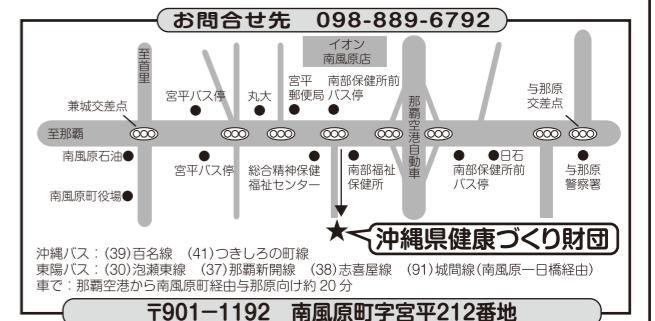 お問合せ先　098-889-6792
イオン
南風原店
至首里
兼城交差点
宮平バス停
丸大
宮平
郵便局
南部保健所前
バス停
那覇空港自動車
与那原
交差点
至那覇
南風原石油
南風原町役場
宮平バス停
総合精神保健
福祉センター
南部福祉
保健所
日石
南部保健所前
バス停
与那原
警察署
★沖縄県健康づくり財団
沖縄バス：(39)百名線　(41)つきしろの町線
東陽バス：(30)泡瀬東線　(37)那覇新開線　(38)志喜屋線　(91)城間線(南風原一日橋経由)
車で：那覇空港から南風原町経由与那原向け約20分
〒901－1192　南風原町字宮平212番地